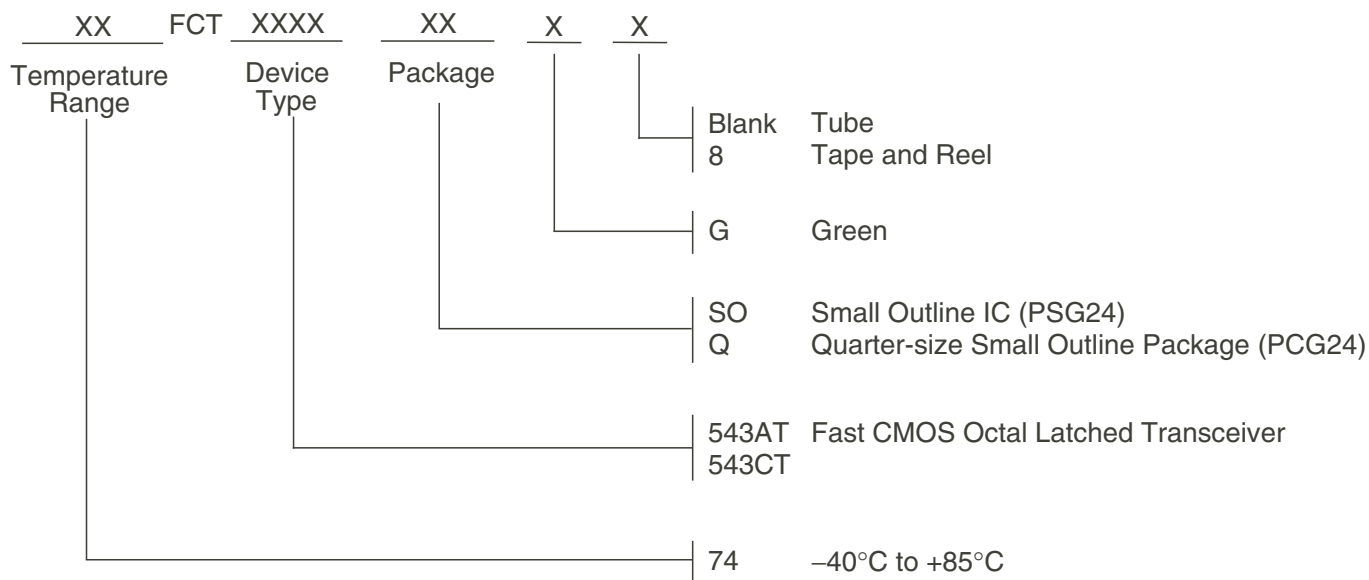 XX FCT XXXX XX X X
Temperature Range
Device Type
Package
Blank Tube
8 Tape and Reel
G Green
SO Small Outline IC (PSG24)
Q Quarter-size Small Outline Package (PCG24)
543AT Fast CMOS Octal Latched Transceiver
543CT
74 –40°C to +85°C